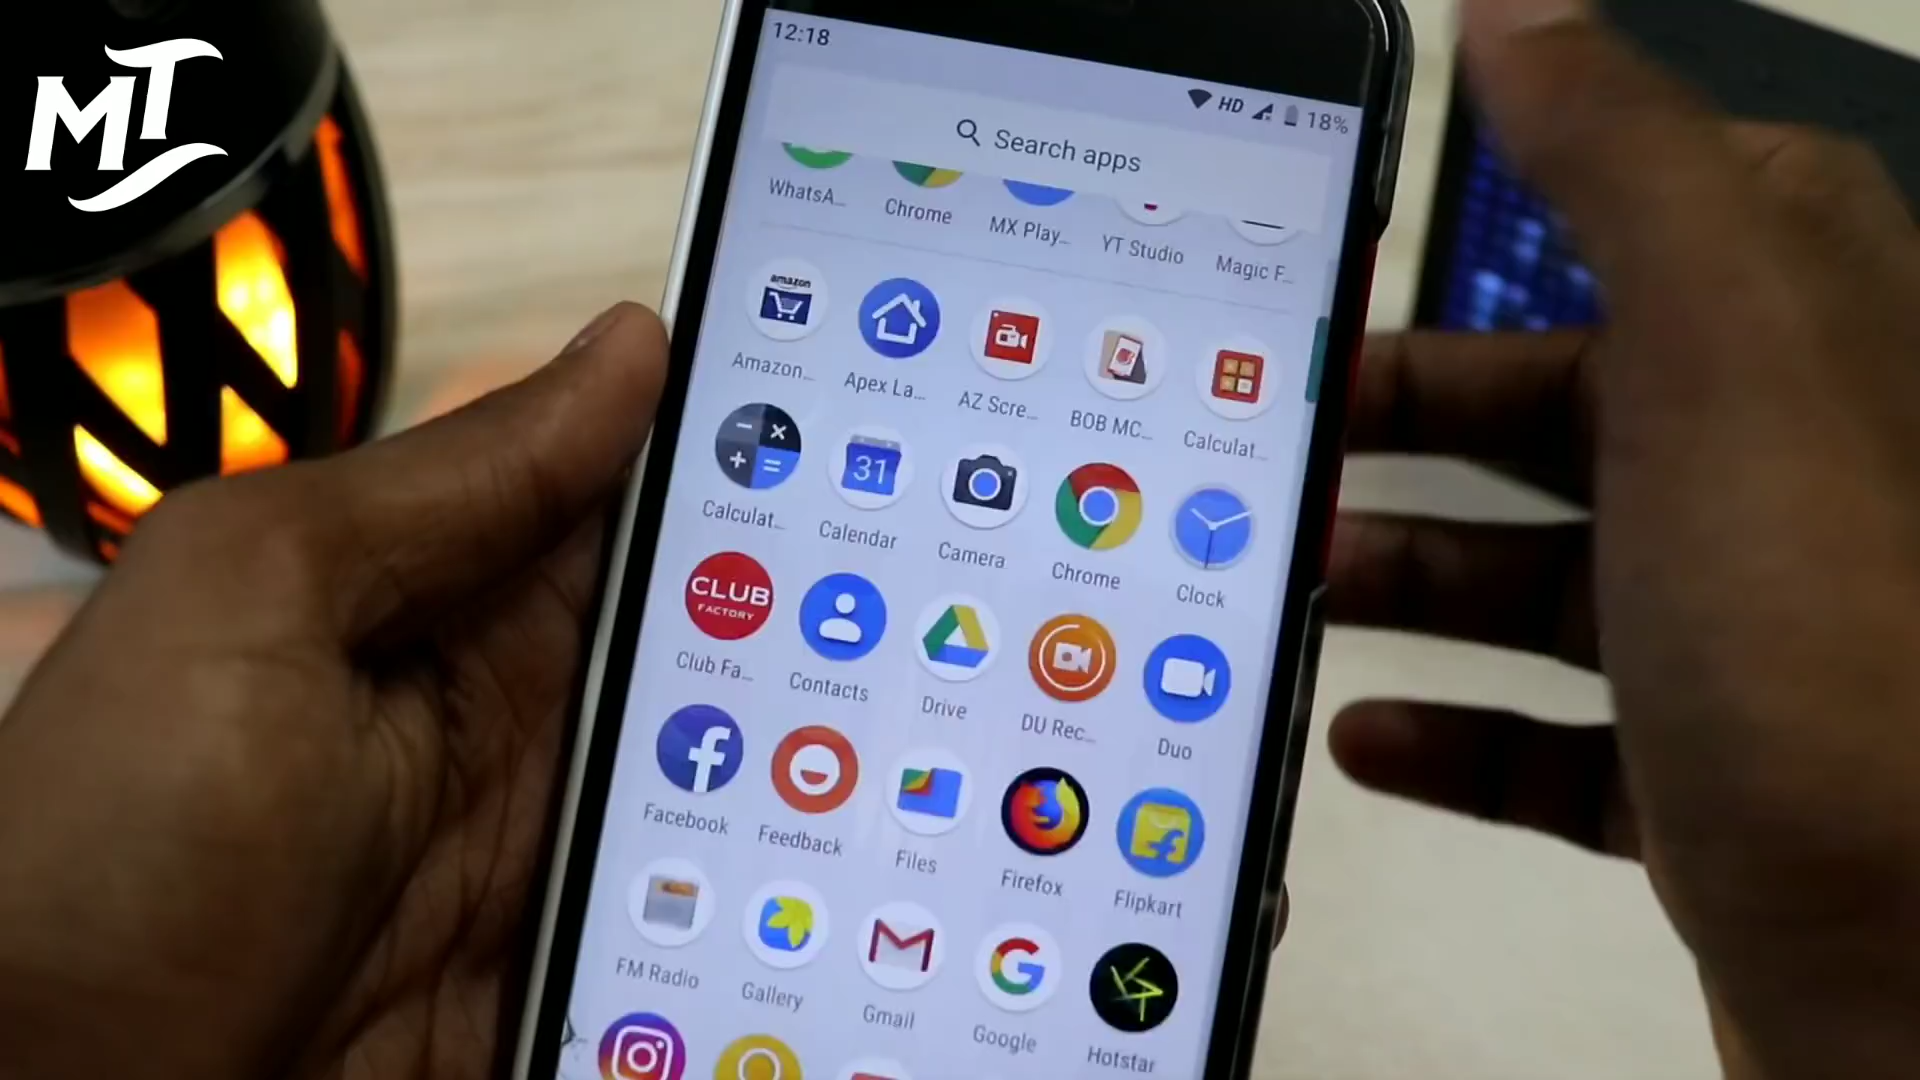 MT
12:18
HD 18%
Search apps
WhatsA...
Chrome
MX Play...
YT Studio
Magic F...
amazon
Amazon...
Apex La...
AZ Scre...
BOB MC...
Calculat...
31
Calculat...
Calendar
Camera
Chrome
Clock
CLUB
FACTORY
Club Fa...
Contacts
Drive
DU Rec...
Duo
Facebook
Feedback
Files
Firefox
Flipkart
FM Radio
Gallery
Gmail
Google
Hotstar